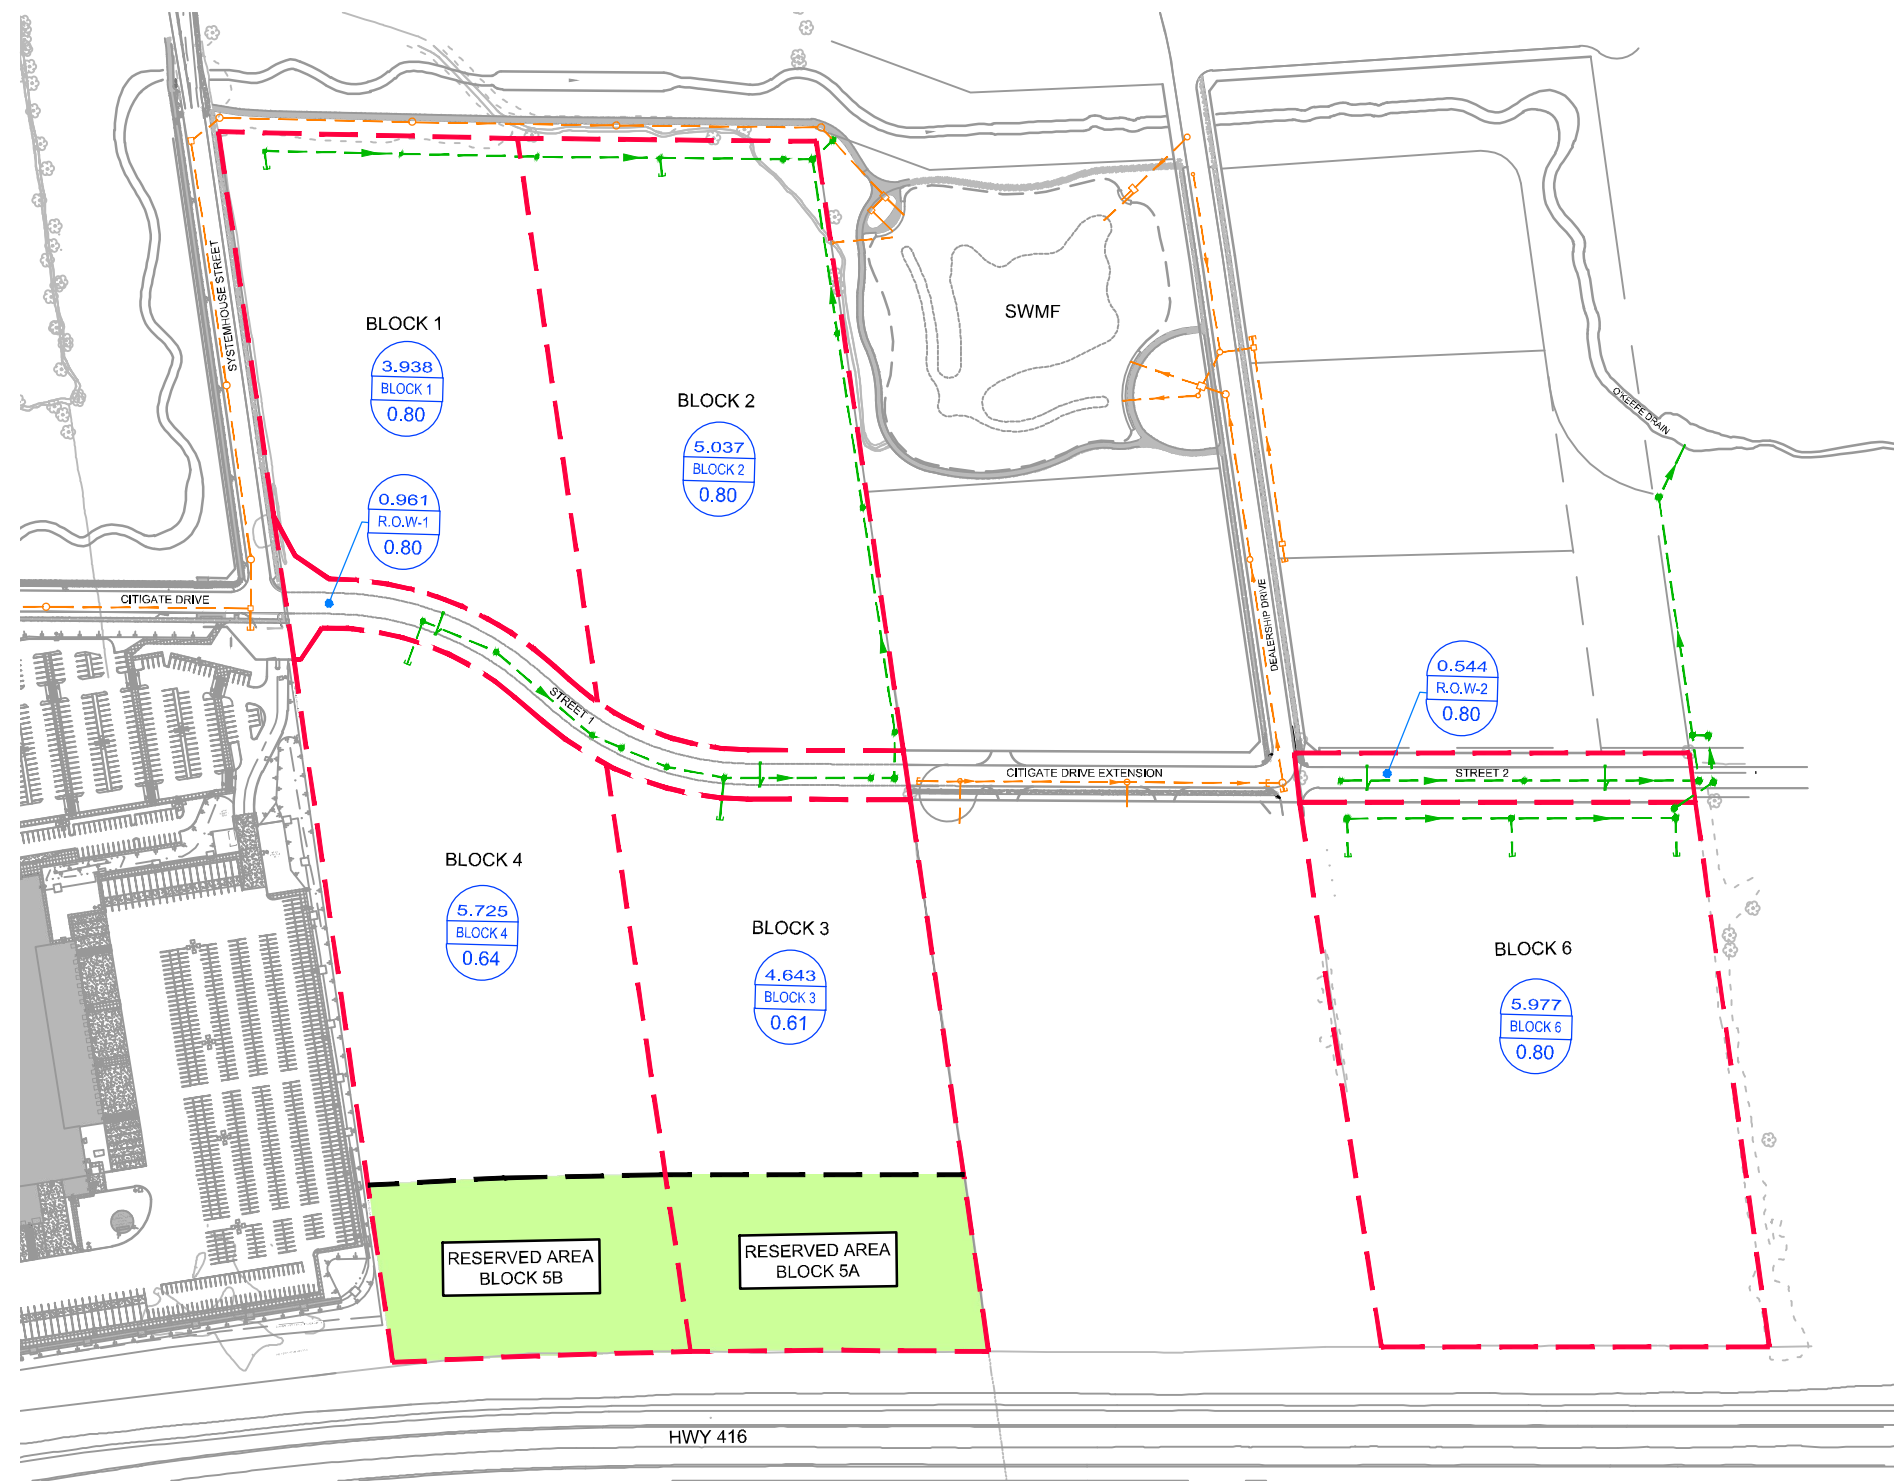 SYSTEMHOUSE STREET
BLOCK 1
3.938
BLOCK 1
0.80
BLOCK 2
5.037
BLOCK 2
0.80
SWMF
O'KEEFE DRAIN
0.961
R.O.W-1
0.80
CITIGATE DRIVE
STREET 1
DEALERSHIP DRIVE
0.544
R.O.W-2
0.80
CITIGATE DRIVE EXTENSION
STREET 2
BLOCK 4
5.725
BLOCK 4
0.64
BLOCK 3
4.643
BLOCK 3
0.61
BLOCK 6
5.977
BLOCK 6
0.80
RESERVED AREA
BLOCK 5B
RESERVED AREA
BLOCK 5A
HWY 416